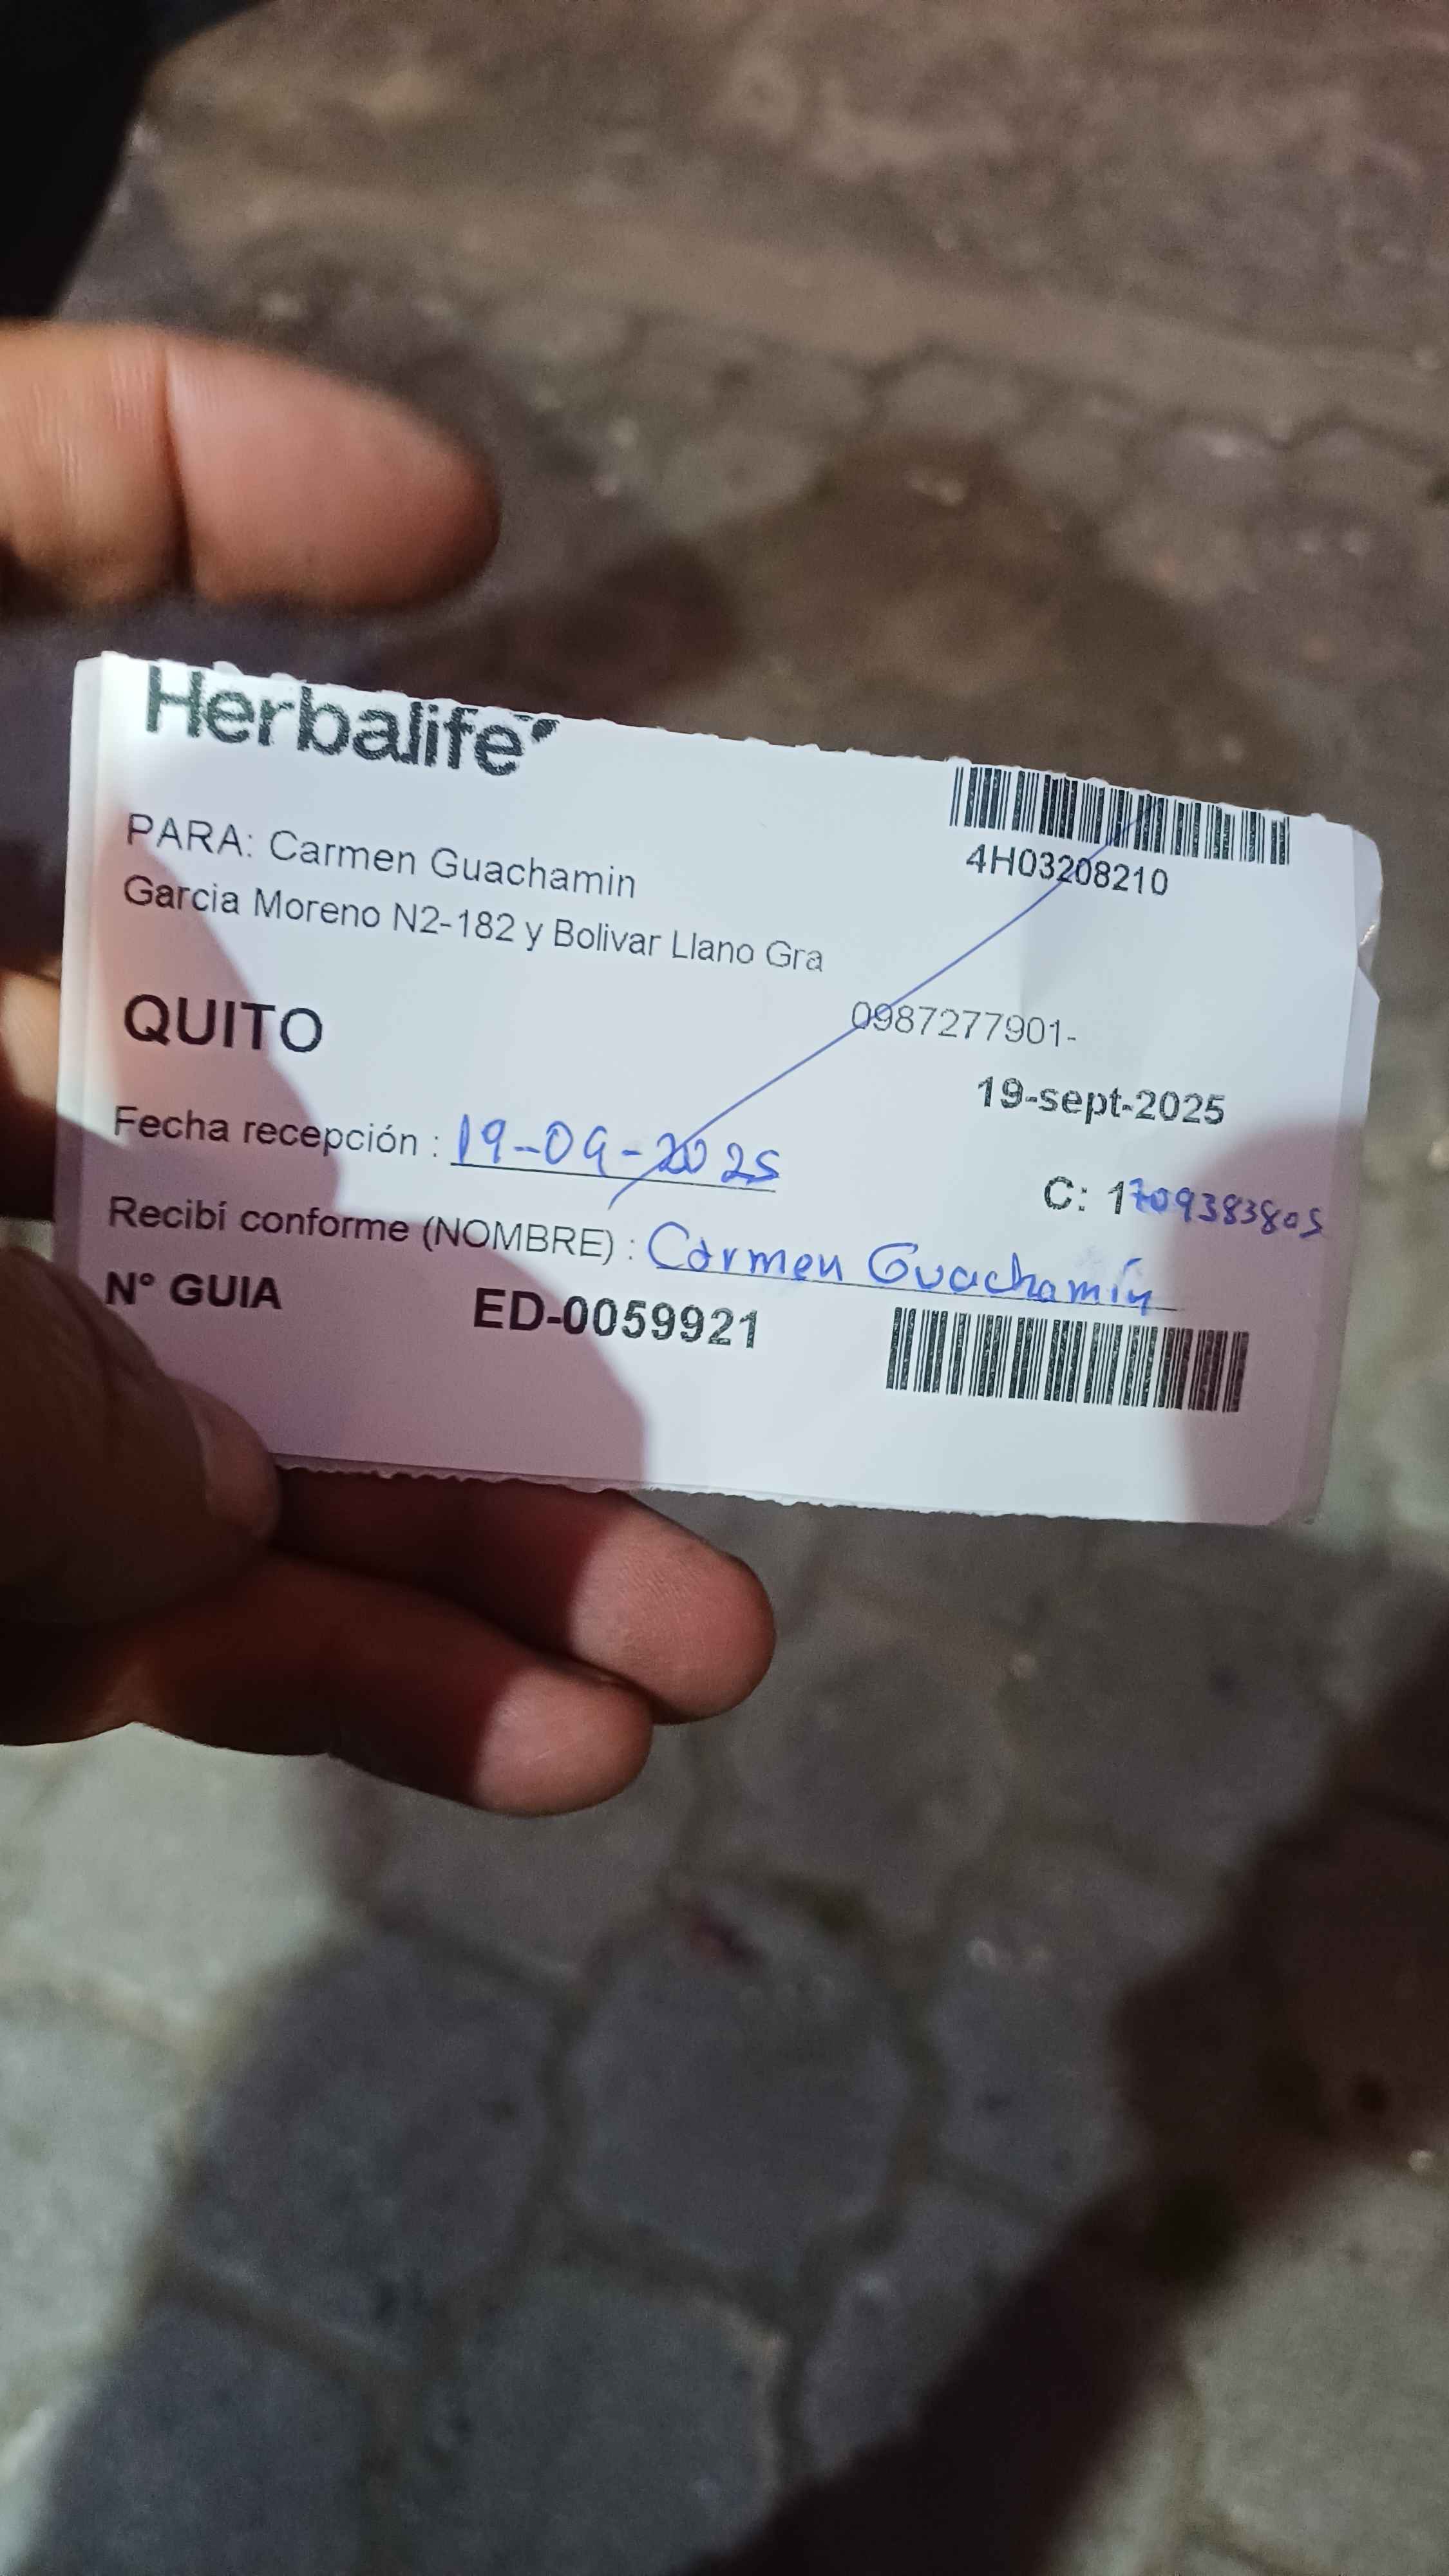 Herbalife
4H03208210
PARA: Carmen Guachamin
Garcia Moreno N2-182 y Bolivar Llano Gra
0987277901-
QUITO
19-sept-2025
Fecha recepción : 19-09-2025
C: 1709383805
Recibí conforme (NOMBRE) : Carmen Guachamín
N° GUIA ED-0059921